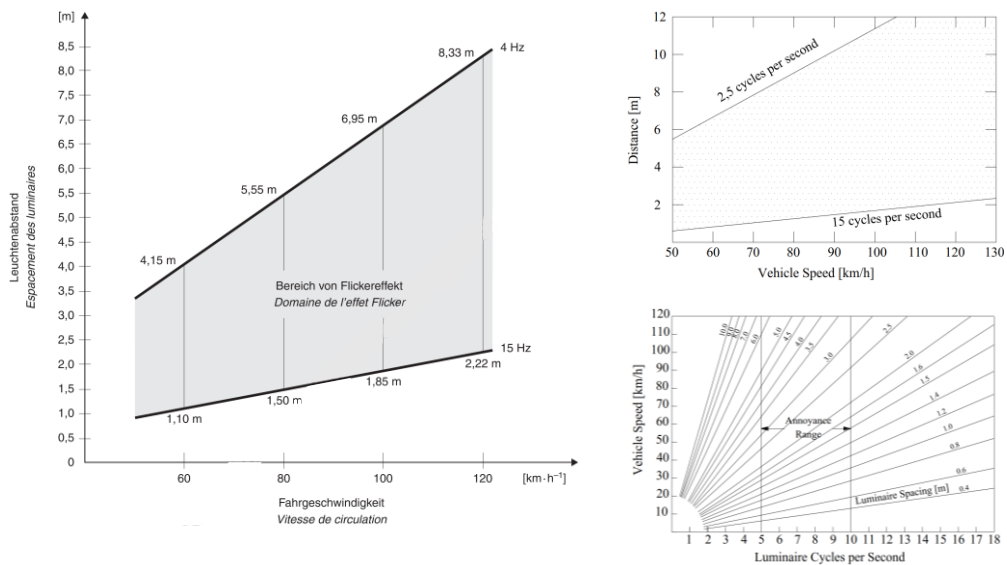 [m]
8,5
8,0
7,5
7,0
6,5
6,0
5,5
5,0
4,5
4,0
3,5
3,0
2,5
2,0
1,5
1,0
0,5
0
Leuchtenabstand
Espacement des luminaires
4,15 m
5,55 m
6,95 m
8,33 m
4 Hz
Bereich von Flickereffekt
Domaine de l'effet Flicker
15 Hz
1,10 m
1,50 m
1,85 m
2,22 m
60 80 100 120 [km·h⁻¹]
Fahrgeschwindigkeit
Vitesse de circulation
12
10
8
6
4
2
Distance [m]
2,5 cycles per second
15 cycles per second
50 60 70 80 90 100 110 120 130
Vehicle Speed [km/h]
120
110
100
90
80
70
60
50
40
30
20
10
Vehicle Speed [km/h]
10.0 9.0 8.0 7.0 6.0 5.0 4.5 4.0 3.5 3.0 2.5
2.0
1.6
1.5
1.4
1.2
1.0
0.8
0.6
0.4
Annoyance
Range
Luminaire Spacing [m]
1 2 3 4 5 6 7 8 9 10 11 12 13 14 15 16 17 18
Luminaire Cycles per Second